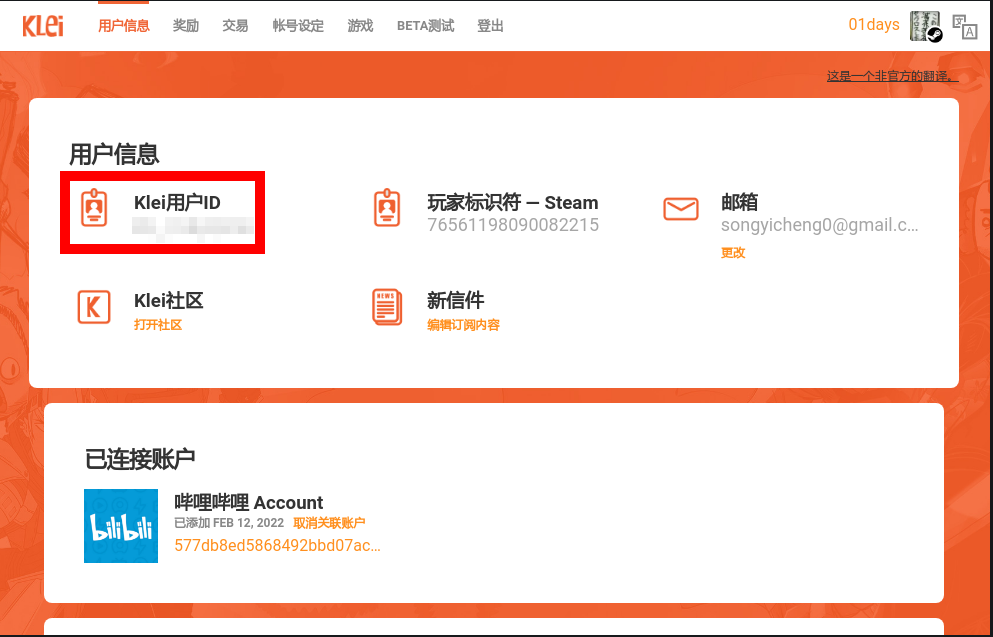 Klei
用户信息 奖励 交易 帐号设定 游戏 BETA测试 登出 01days
这是一个非官方的翻译。
用户信息
Klei用户ID
玩家标识符 — Steam
76561198090082215
邮箱
songyicheng0@gmail.c...
更改
K
Klei社区
打开社区
NEWS
新信件
编辑订阅内容
已连接账户
bilibili
哔哩哔哩 Account
已添加 FEB 12, 2022 取消关联账户
577db8ed5868492bbd07ac...